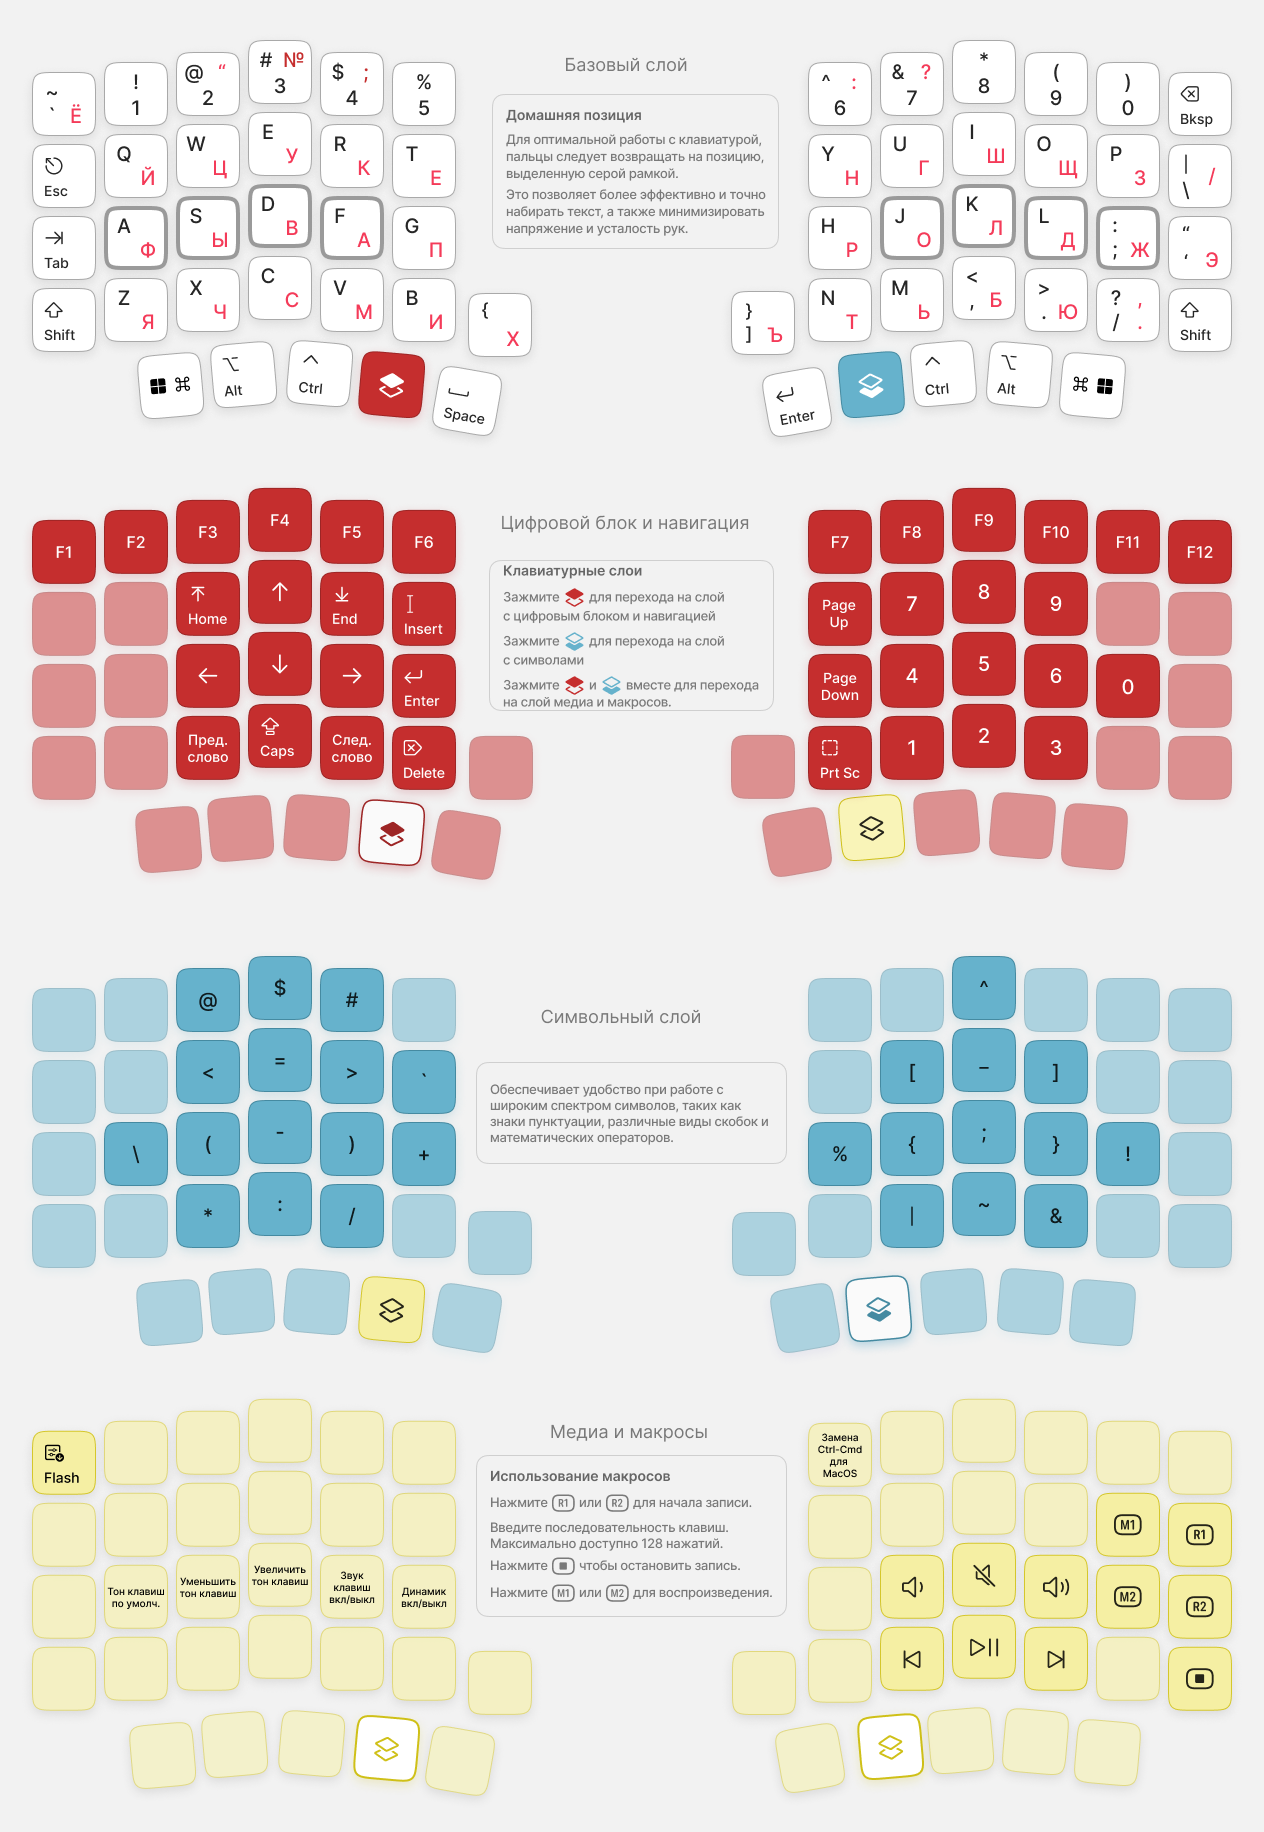 Базовый слой
~ ` Ё
! 1
@ “ 2
# № 3
$ ; 4
% 5
^ : 6
& ? 7
* 8
( 9
) 0
Bksp
Esc
Q Й
W Ц
E У
R К
T Е
Y Н
U Г
I Ш
O Щ
P З
| \ /
Tab
A Ф
S Ы
D В
F А
G П
H Р
J О
K Л
L Д
: ; Ж
“ ‘ Э
Shift
Z Я
X Ч
C С
V М
B И
{ Х
} ] Ъ
N Т
M Ь
< , Б
> . Ю
? / , .
Shift
⌘
Alt
Ctrl
Space
Enter
Ctrl
Alt
⌘
Домашняя позиция
Для оптимальной работы с клавиатурой,
пальцы следует возвращать на позицию,
выделенную серой рамкой.
Это позволяет более эффективно и точно
набирать текст, а также минимизировать
напряжение и усталость рук.
Цифровой блок и навигация
F1
F2
F3
F4
F5
F6
F7
F8
F9
F10
F11
F12
Home
↑
End
Insert
Page
Up
7
8
9
←
↓
→
Enter
Page
Down
4
5
6
0
Пред.
слово
Caps
След.
слово
Delete
Prt Sc
1
2
3
Клавиатурные слои
Зажмите для перехода на слой
с цифровым блоком и навигацией
Зажмите для перехода на слой
с символами
Зажмите и вместе для перехода
на слой медиа и макросов.
Символьный слой
@
$
#
^
<
=
>
`
[
_
]
\
(
-
)
+
%
{
;
}
!
*
:
/
|
~
&
Обеспечивает удобство при работе с
широким спектром символов, таких как
знаки пунктуации, различные виды скобок и
математических операторов.
Медиа и макросы
Flash
Замена
Ctrl-Cmd
для
MacOS
M1
R1
Тон клавиш
по умолч.
Уменьшить
тон клавиш
Увеличить
тон клавиш
Звук
клавиш
вкл/выкл
Динамик
вкл/выкл
M2
R2
Использование макросов
Нажмите R1 или R2 для начала записи.
Введите последовательность клавиш.
Максимально доступно 128 нажатий.
Нажмите чтобы остановить запись.
Нажмите M1 или M2 для воспроизведения.